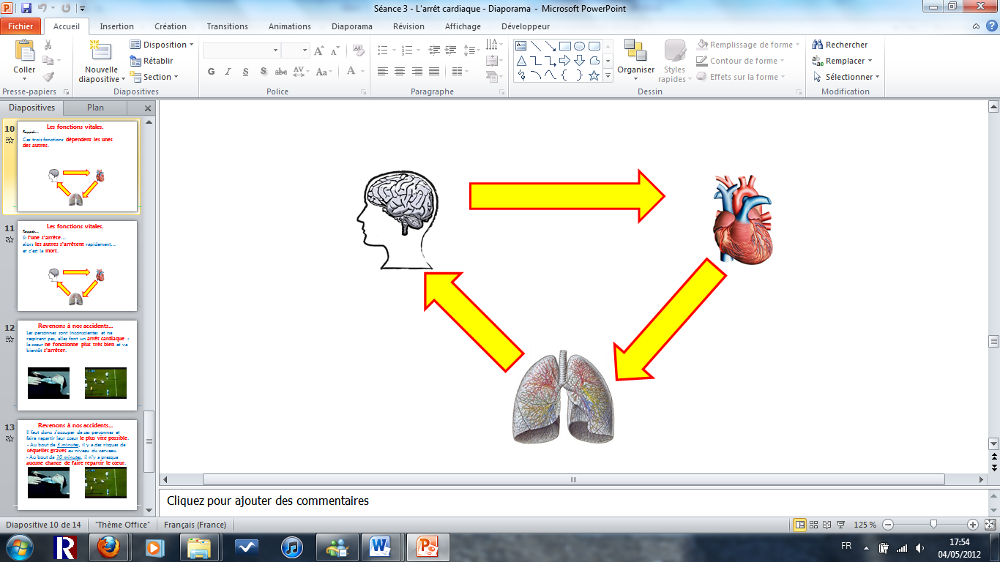 Séance 3 - L'arrêt cardiaque - Diaporama - Microsoft PowerPoint
Fichier Accueil Insertion Création Transitions Animations Diaporama Révision Affichage Développeur
Coller
Presse-papiers
Nouvelle
diapositive
Disposition
Rétablir
Section
Diapositives
G I S S abc AV Aa A
Police
Paragraphe
Organiser
Styles
rapides
Remplissage de forme
Contour de forme
Effets sur la forme
Dessin
Rechercher
Remplacer
Sélectionner
Modification
Diapositives Plan
10
Les fonctions vitales.
Rappels...
Ces trois fonctions dépendent les unes
des autres.
11
Les fonctions vitales.
Rappels...
Si l'une s'arrête...
alors les autres s'arrêtent rapidement...
et c'est la mort.
12
Revenons à nos accidents...
Les personnes sont inconscientes et ne
respirent pas, elles font un arrêt cardiaque :
le cœur ne fonctionne plus très bien et va
bientôt s'arrêter.
13
Revenons à nos accidents...
Il faut donc s'occuper de ces personnes et
faire repartir leur cœur le plus vite possible.
- Au bout de 3 minutes, il y a des risques de
séquelles graves au niveau du cerveau.
- Au bout de 10 minutes, il n'y a presque
aucune chance de faire repartir le cœur.
Cliquez pour ajouter des commentaires
Diapositive 10 de 14 "Thème Office" Français (France) 125 %
FR 17:54
04/05/2012